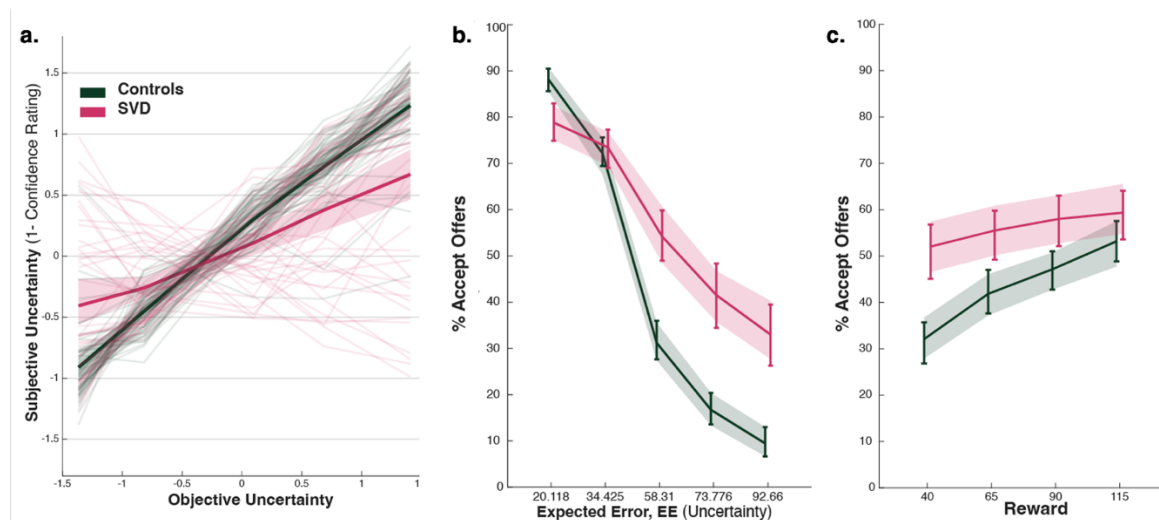 a.
Subjective Uncertainty (1- Confidence Rating)
1.5
1
0.5
0
-0.5
-1
-1.5
Controls
SVD
-1.5 -1 -0.5 0 0.5 1 1
Objective Uncertainty
b.
% Accept Offers
100
90
80
70
60
50
40
30
20
10
0
20.118 34.425 58.31 73.776 92.66
Expected Error, EE (Uncertainty)
c.
% Accept Offers
100
90
80
70
60
50
40
30
20
10
0
40 65 90 115
Reward